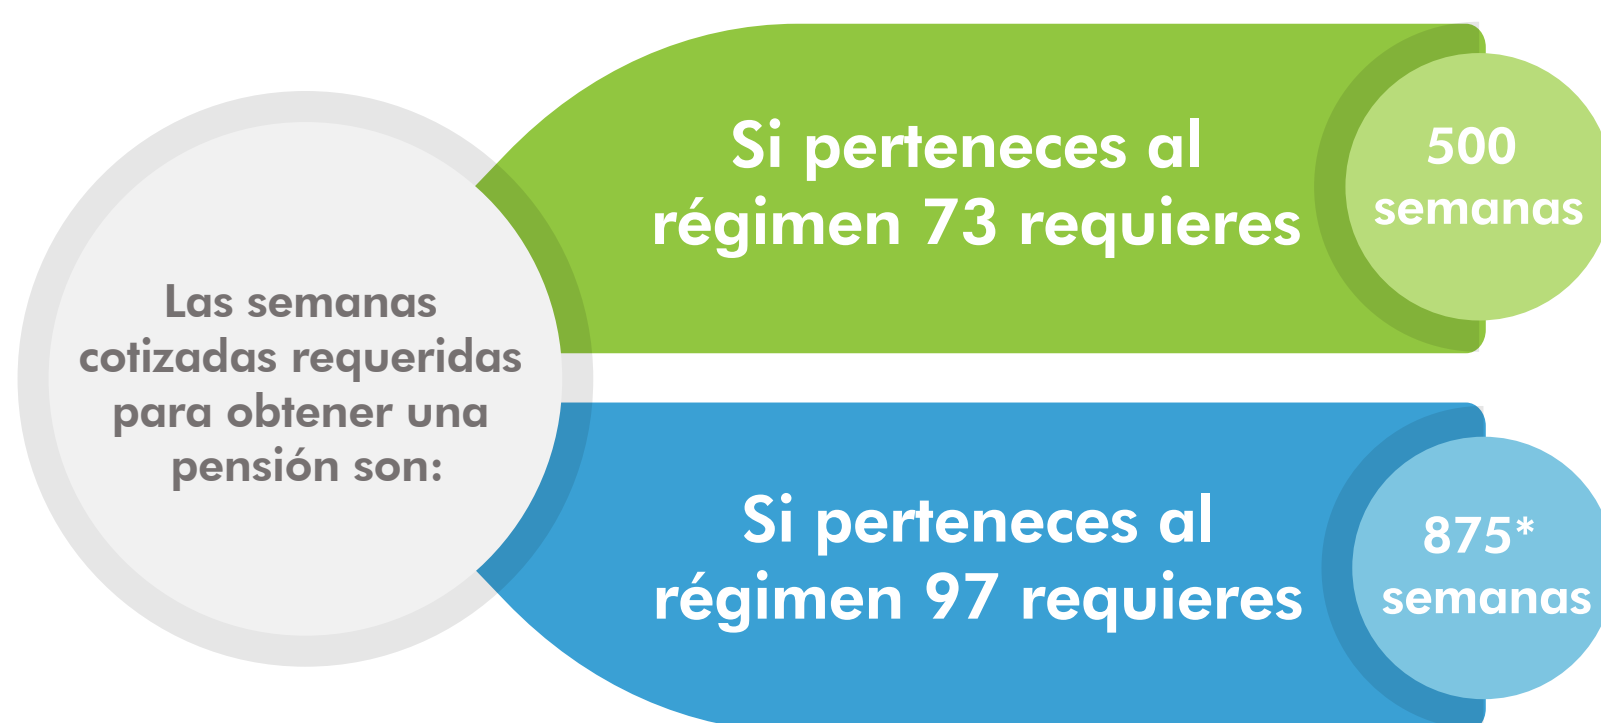 Las semanas
cotizadas requeridas
para obtener una
pensión son:
Si perteneces al
régimen 73 requieres
500
semanas
Si perteneces al
régimen 97 requieres
875*
semanas